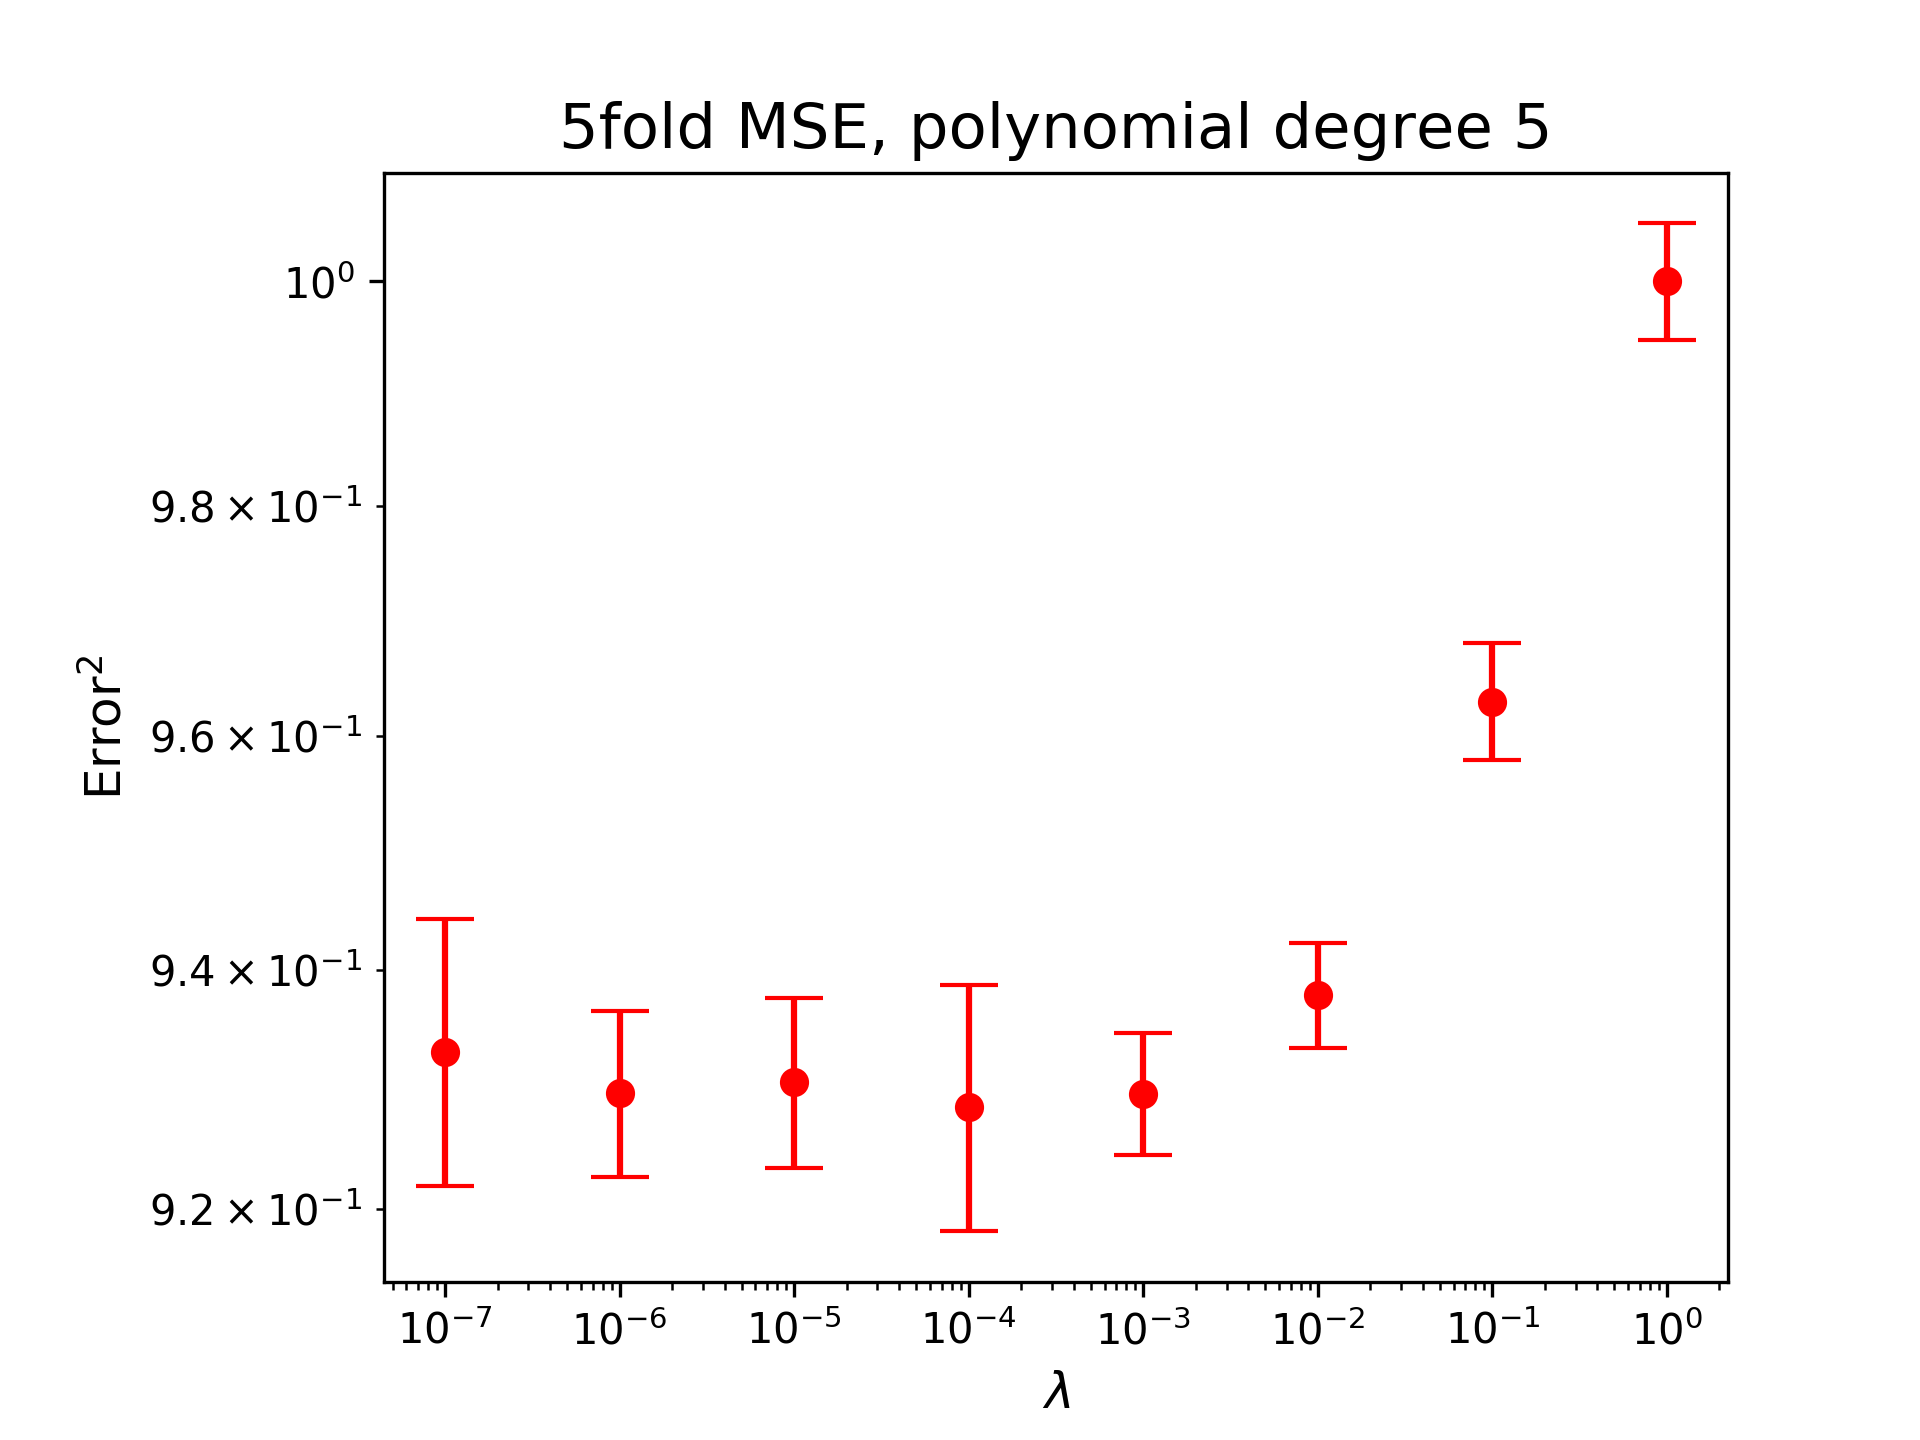 5fold MSE, polynomial degree 5
10⁰
9.8 × 10⁻¹
9.6 × 10⁻¹
9.4 × 10⁻¹
9.2 × 10⁻¹
Error²
10⁻⁷ 10⁻⁶ 10⁻⁵ 10⁻⁴ 10⁻³ 10⁻² 10⁻¹ 10⁰
λ